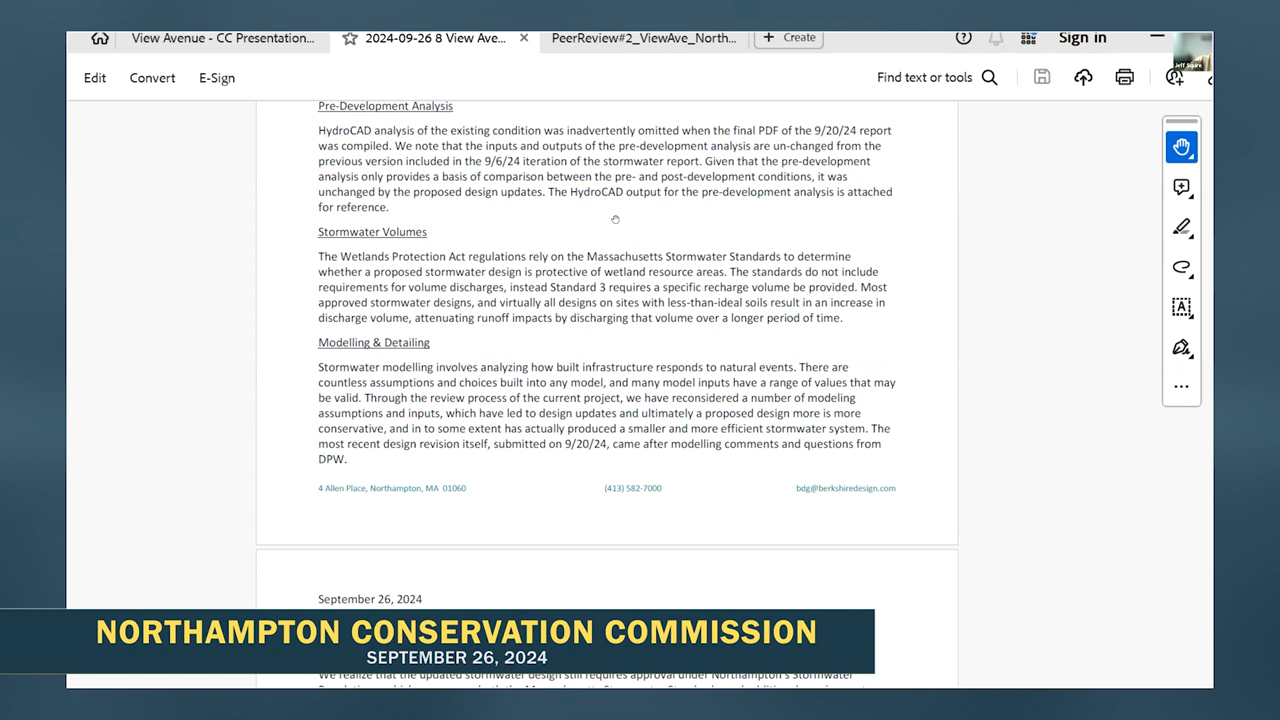 View Avenue - CC Presentation...
2024-09-26 8 View Ave...
PeerReview#2_ViewAve_North...
Create
Sign in
Jeff Squire
Edit
Convert
E-Sign
Find text or tools
Pre-Development Analysis
HydroCAD analysis of the existing condition was inadvertently omitted when the final PDF of the 9/20/24 report
was compiled. We note that the inputs and outputs of the pre-development analysis are un-changed from the
previous version included in the 9/6/24 iteration of the stormwater report. Given that the pre-development
analysis only provides a basis of comparison between the pre- and post-development conditions, it was
unchanged by the proposed design updates. The HydroCAD output for the pre-development analysis is attached
for reference.
Stormwater Volumes
The Wetlands Protection Act regulations rely on the Massachusetts Stormwater Standards to determine
whether a proposed stormwater design is protective of wetland resource areas. The standards do not include
requirements for volume discharges, instead Standard 3 requires a specific recharge volume be provided. Most
approved stormwater designs, and virtually all designs on sites with less-than-ideal soils result in an increase in
discharge volume, attenuating runoff impacts by discharging that volume over a longer period of time.
Modelling & Detailing
Stormwater modelling involves analyzing how built infrastructure responds to natural events. There are
countless assumptions and choices built into any model, and many model inputs have a range of values that may
be valid. Through the review process of the current project, we have reconsidered a number of modeling
assumptions and inputs, which have led to design updates and ultimately a proposed design more is more
conservative, and in to some extent has actually produced a smaller and more efficient stormwater system. The
most recent design revision itself, submitted on 9/20/24, came after modelling comments and questions from
DPW.
4 Allen Place, Northampton, MA 01060
(413) 582-7000
bdg@berkshiredesign.com
September 26, 2024
NORTHAMPTON CONSERVATION COMMISSION
SEPTEMBER 26, 2024
We realize that the updated stormwater design still requires approval under Northampton's Stormwater